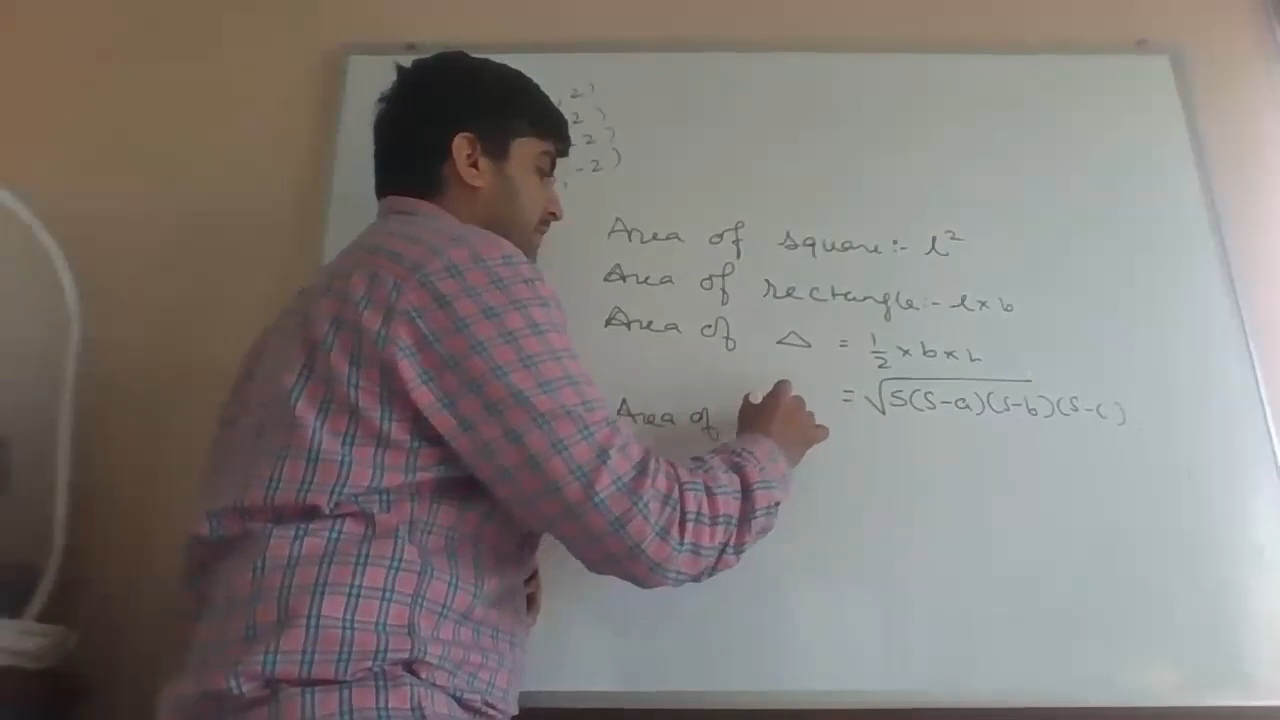 , 2)
2)
2)
, -2)
Area of square :- l²
Area of rectangle :- l × b
Area of △ = 1/2 × b × h
= √S(S-a)(S-b)(S-c)
Area of